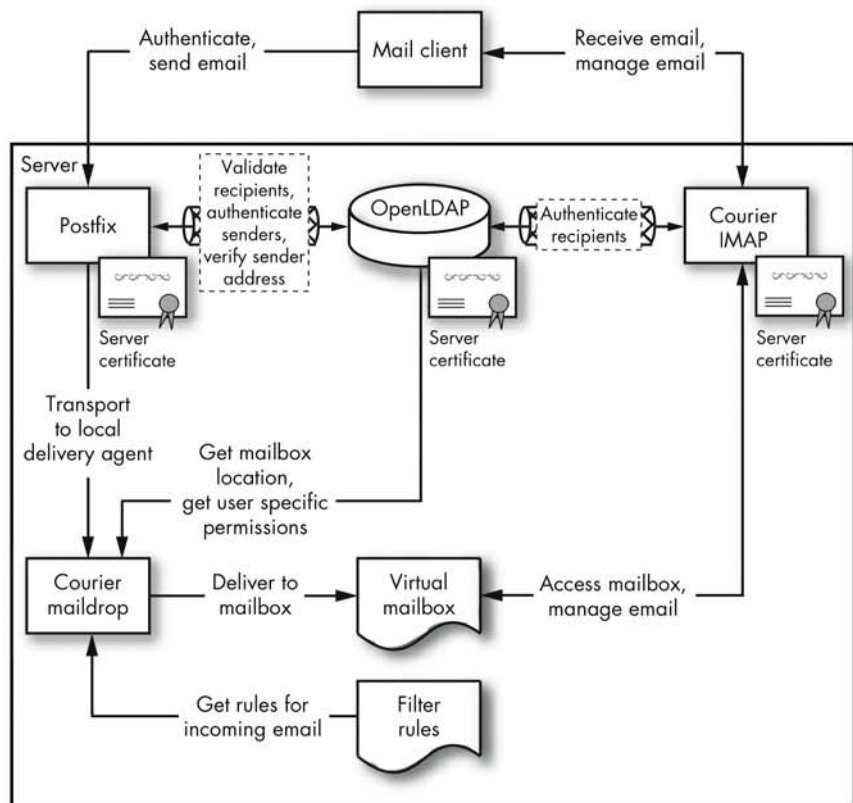 Authenticate,
send email
Mail client
Receive email,
manage email
Server
Postfix
Validate
recipients,
authenticate
senders,
verify sender
address
OpenLDAP
Authenticate
recipients
Courier
IMAP
Server
certificate
Server
certificate
Server
certificate
Transport
to local
delivery agent
Get mailbox
location,
get user specific
permissions
Courier
maildrop
Deliver to
mailbox
Virtual
mailbox
Access mailbox,
manage email
Get rules for
incoming email
Filter
rules